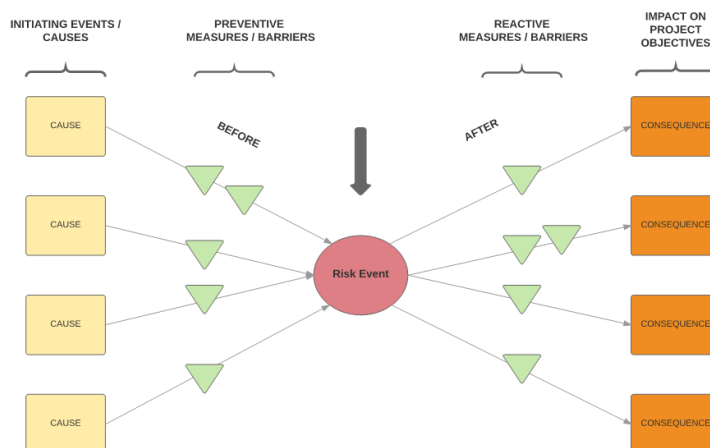 INITIATING EVENTS /
CAUSES
PREVENTIVE
MEASURES / BARRIERS
REACTIVE
MEASURES / BARRIERS
IMPACT ON
PROJECT
OBJECTIVES
BEFORE
AFTER
CAUSE
CONSEQUENCE
CAUSE
CONSEQUENCE
Risk Event
CAUSE
CONSEQUENCE
CAUSE
CONSEQUENCE